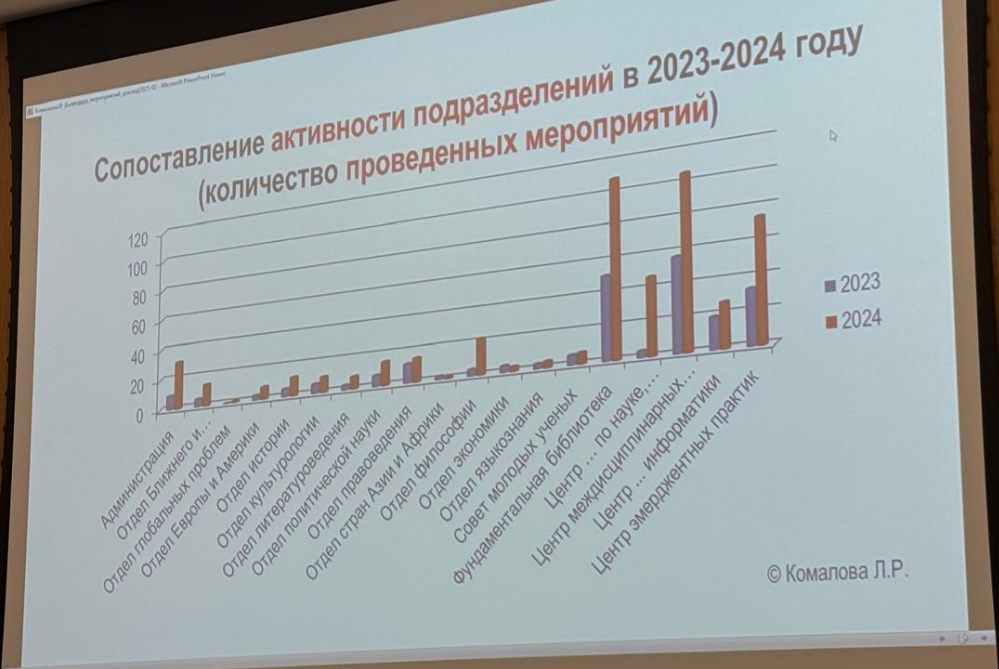 Сопоставление активности подразделений в 2023-2024 году
(количество проведенных мероприятий)
120
100
80
60
40
20
0
2023
2024
Администрация
Отдел Ближнего и...
Отдел глобальных проблем
Отдел Европы и Америки
Отдел истории
Отдел культурологии
Отдел литературоведения
Отдел политической науки
Отдел правоведения
Отдел стран Азии и Африки
Отдел философии
Отдел экономики
Отдел языкознания
Совет молодых ученых
Фундаментальная библиотека
Центр ... по науке,...
Центр междисциплинарных...
Центр ... информатики
Центр эмерджентных практик
© Комалова Л.Р.
19